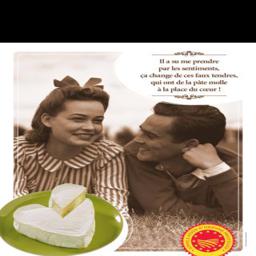 Il a su me prendre
par les sentiments,
ça change de ces faux tendres,
qui ont de la pâte molle
à la place du cœur !